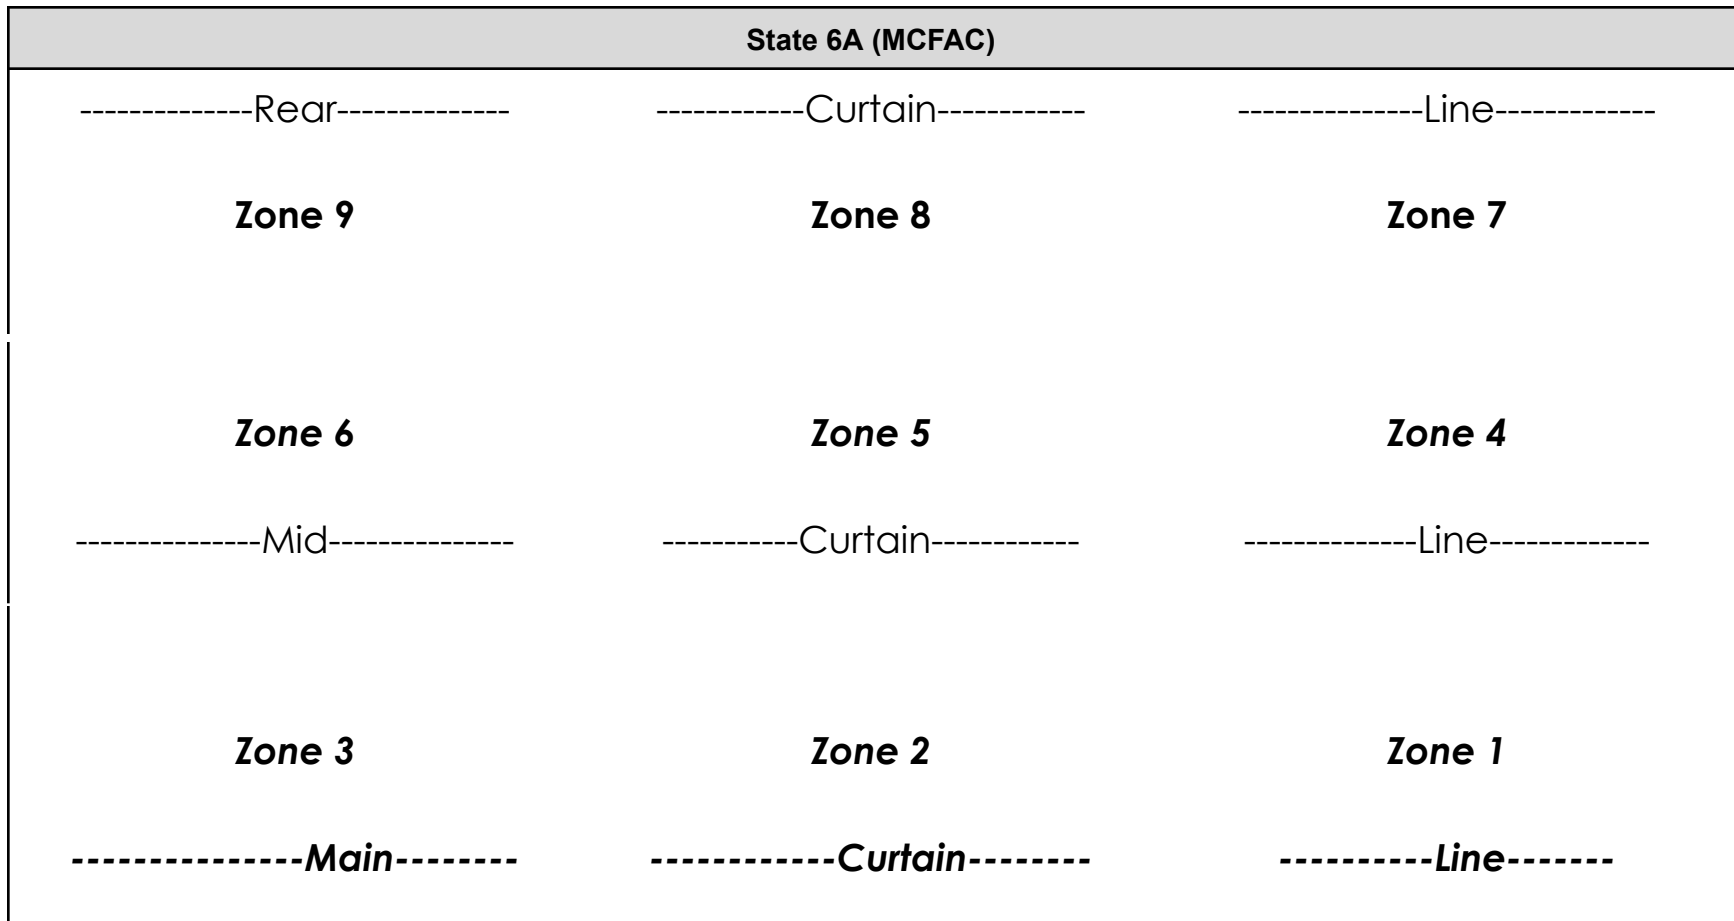 State 6A (MCFAC)
--------------Rear-------------- ------------Curtain------------ ---------------Line-------------
Zone 9 Zone 8 Zone 7
Zone 6 Zone 5 Zone 4
---------------Mid--------------- -----------Curtain------------ --------------Line-------------
Zone 3 Zone 2 Zone 1
---------------Main-------- ------------Curtain-------- ----------Line-------